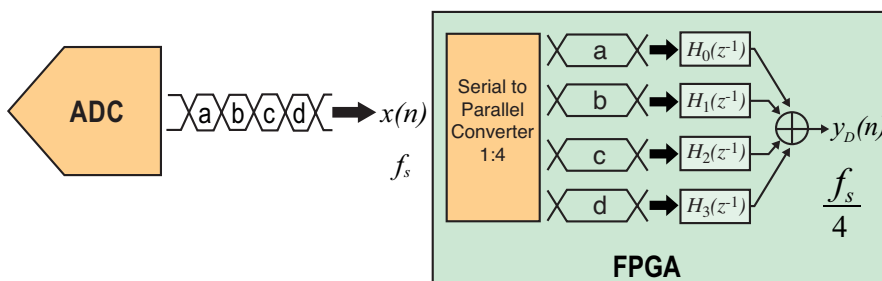 ADC
a b c d
x(n)
f_s
Serial to
Parallel
Converter
1:4
a
H_0(z^{-1})
b
H_1(z^{-1})
c
H_2(z^{-1})
d
H_3(z^{-1})
y_D(n)
f_s
4
FPGA